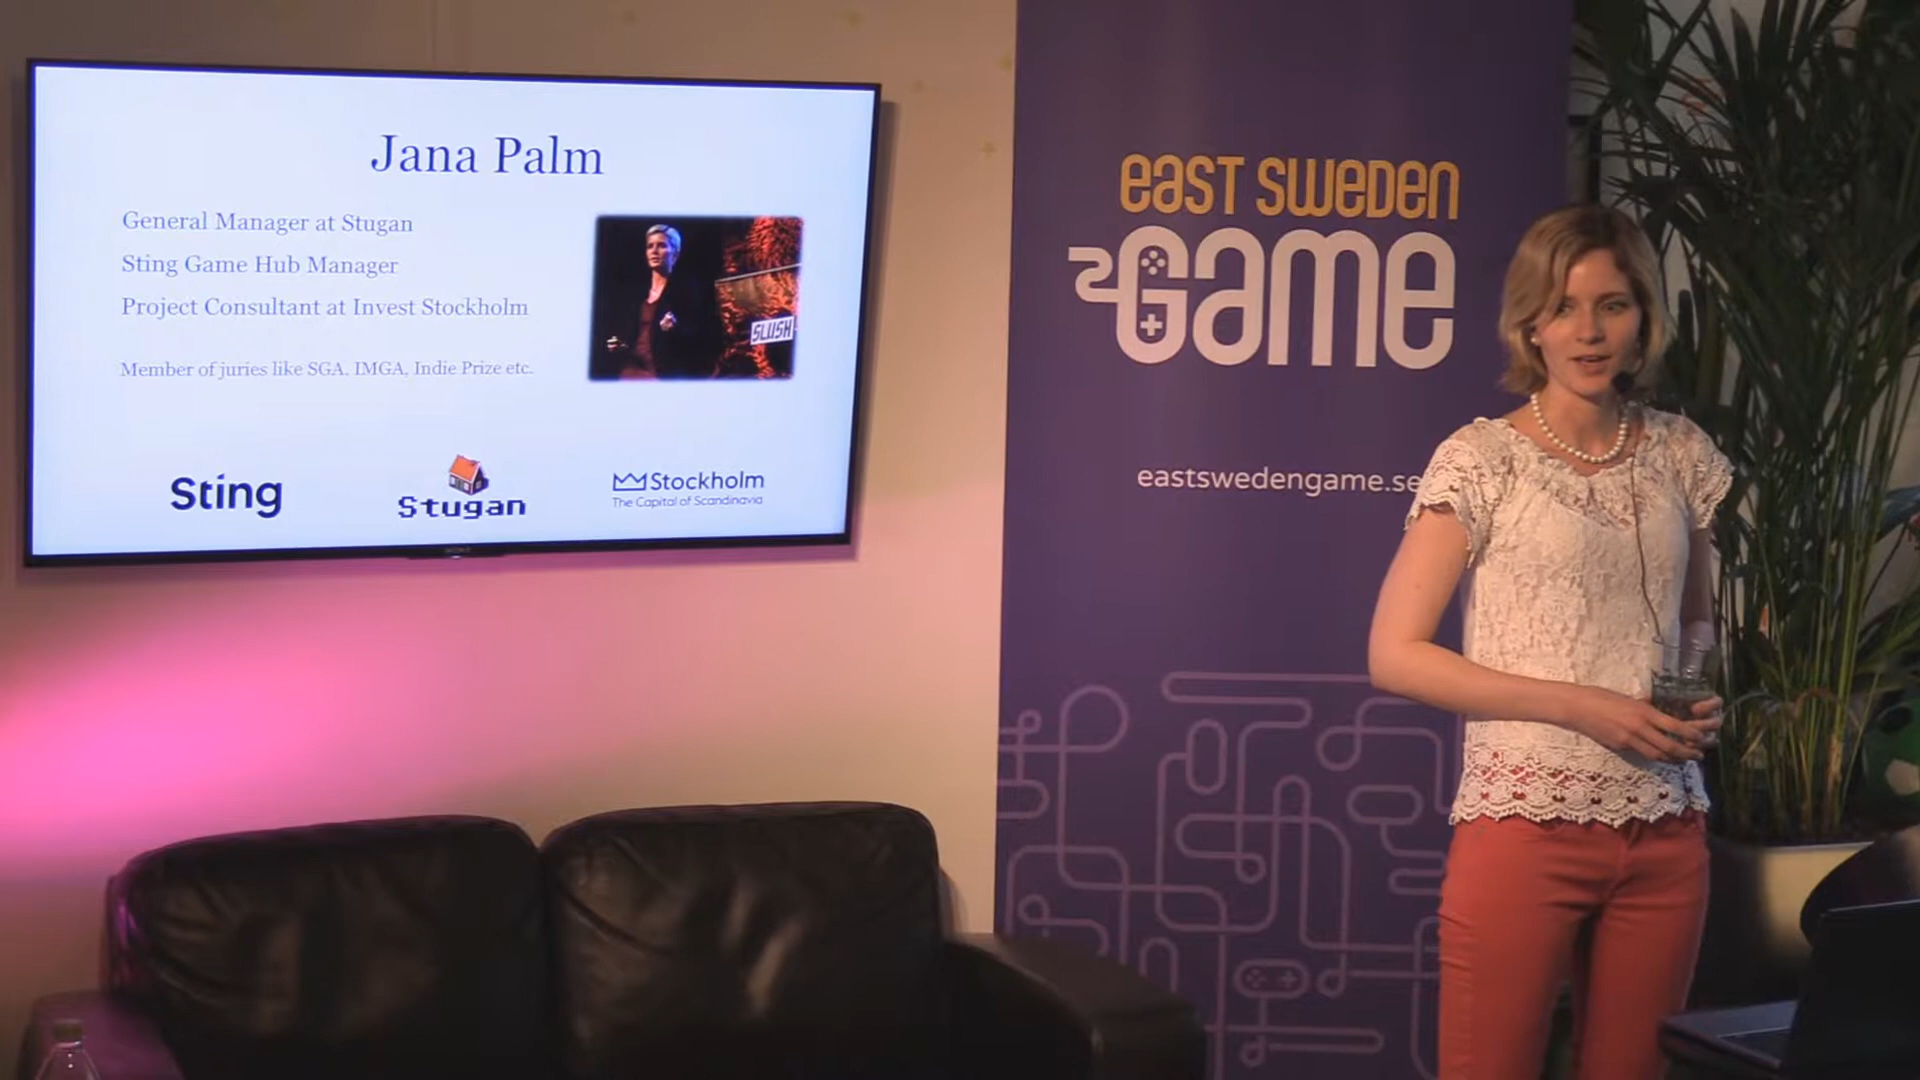 Jana Palm
General Manager at Stugan
Sting Game Hub Manager
Project Consultant at Invest Stockholm
Member of juries like SGA, IMGA, Indie Prize etc.
SLUSH
Sting
Stugan
Stockholm
The Capital of Scandinavia
SONY
east sweden
Game
eastswedengame.se